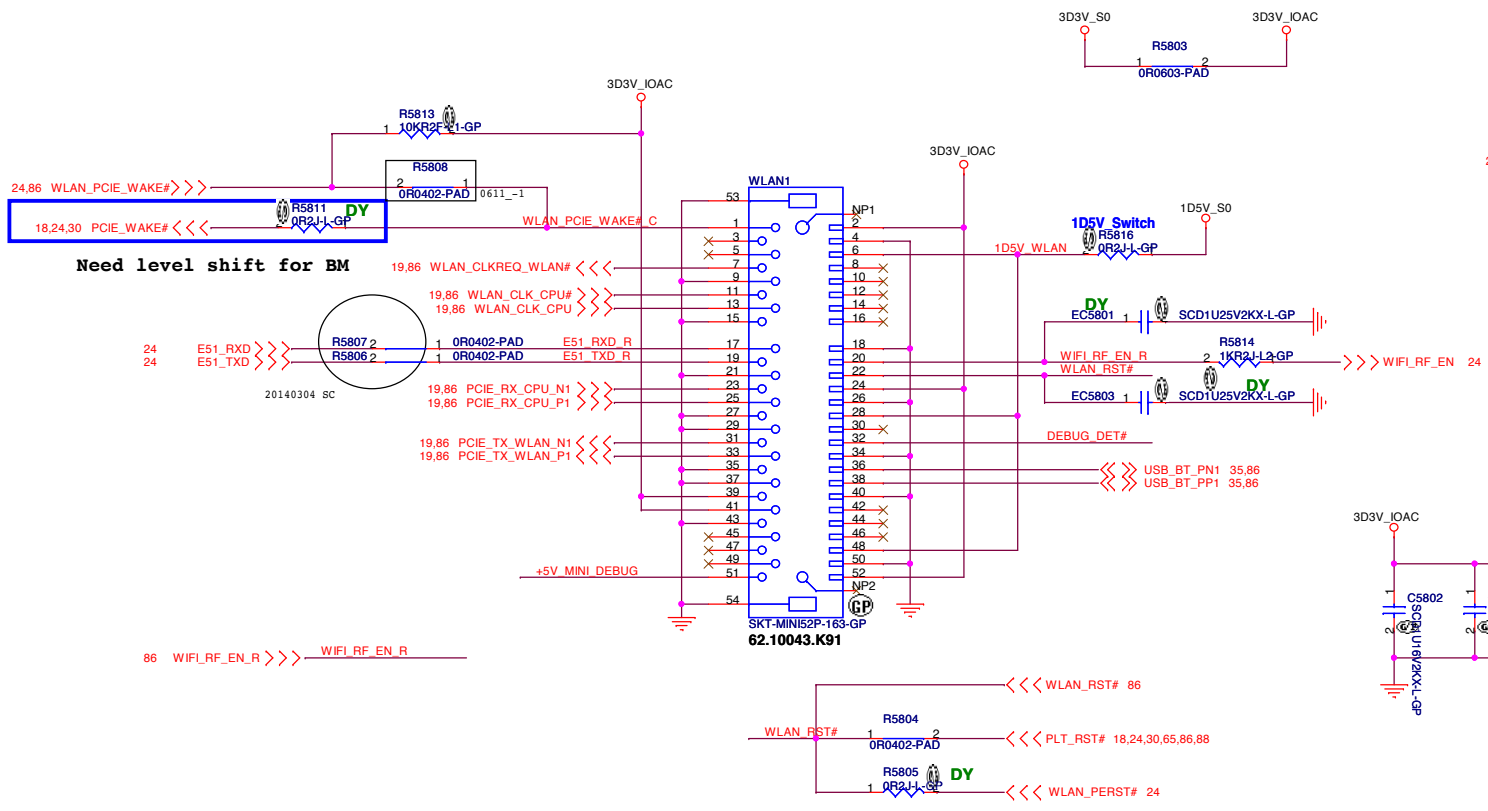 3D3V_S0
3D3V_IOAC
R5803
1 2
0R0603-PAD
3D3V_IOAC
R5813
1 2
10KR2F-L1-GP
R5808
2 1
0R0402-PAD
0611_-1
24,86 WLAN_PCIE_WAKE#
R5811
DY
0R2J-L-GP
18,24,30 PCIE_WAKE#
WLAN_PCIE_WAKE#_C
Need level shift for BM
19,86 WLAN_CLKREQ_WLAN#
19,86 WLAN_CLK_CPU#
19,86 WLAN_CLK_CPU
24 E51_RXD
R5807 2 1 0R0402-PAD E51_RXD_R
24 E51_TXD
R5806 2 1 0R0402-PAD E51_TXD_R
20140304 SC
19,86 PCIE_RX_CPU_N1
19,86 PCIE_RX_CPU_P1
19,86 PCIE_TX_WLAN_N1
19,86 PCIE_TX_WLAN_P1
+5V_MINI_DEBUG
86 WIFI_RF_EN_R WIFI_RF_EN_R
WLAN1
53
1
3
5
7
9
11
13
15
17
19
21
23
25
27
29
31
33
35
37
39
41
43
45
47
49
51
54
NP1
2
4
6
8
10
12
14
16
18
20
22
24
26
28
30
32
34
36
38
40
42
44
46
48
50
52
NP2
GP
SKT-MINI52P-163-GP
62.10043.K91
3D3V_IOAC
1D5V_S0
1D5V_Switch
R5816
0R2J-L-GP
1D5V_WLAN
DY
EC5801 1 SCD1U25V2KX-L-GP
R5814
WIFI_RF_EN_R 2 1KR2J-L2-GP WIFI_RF_EN 24
WLAN_RST#
DY
EC5803 1 SCD1U25V2KX-L-GP
DEBUG_DET#
USB_BT_PN1 35,86
USB_BT_PP1 35,86
3D3V_IOAC
1 1
C5802
2 2
WLAN_RST# 86
R5804
WLAN_RST# 1 2 PLT_RST# 18,24,30,65,86,88
0R0402-PAD
R5805
DY
1 0R2J-L-GP WLAN_PERST# 24